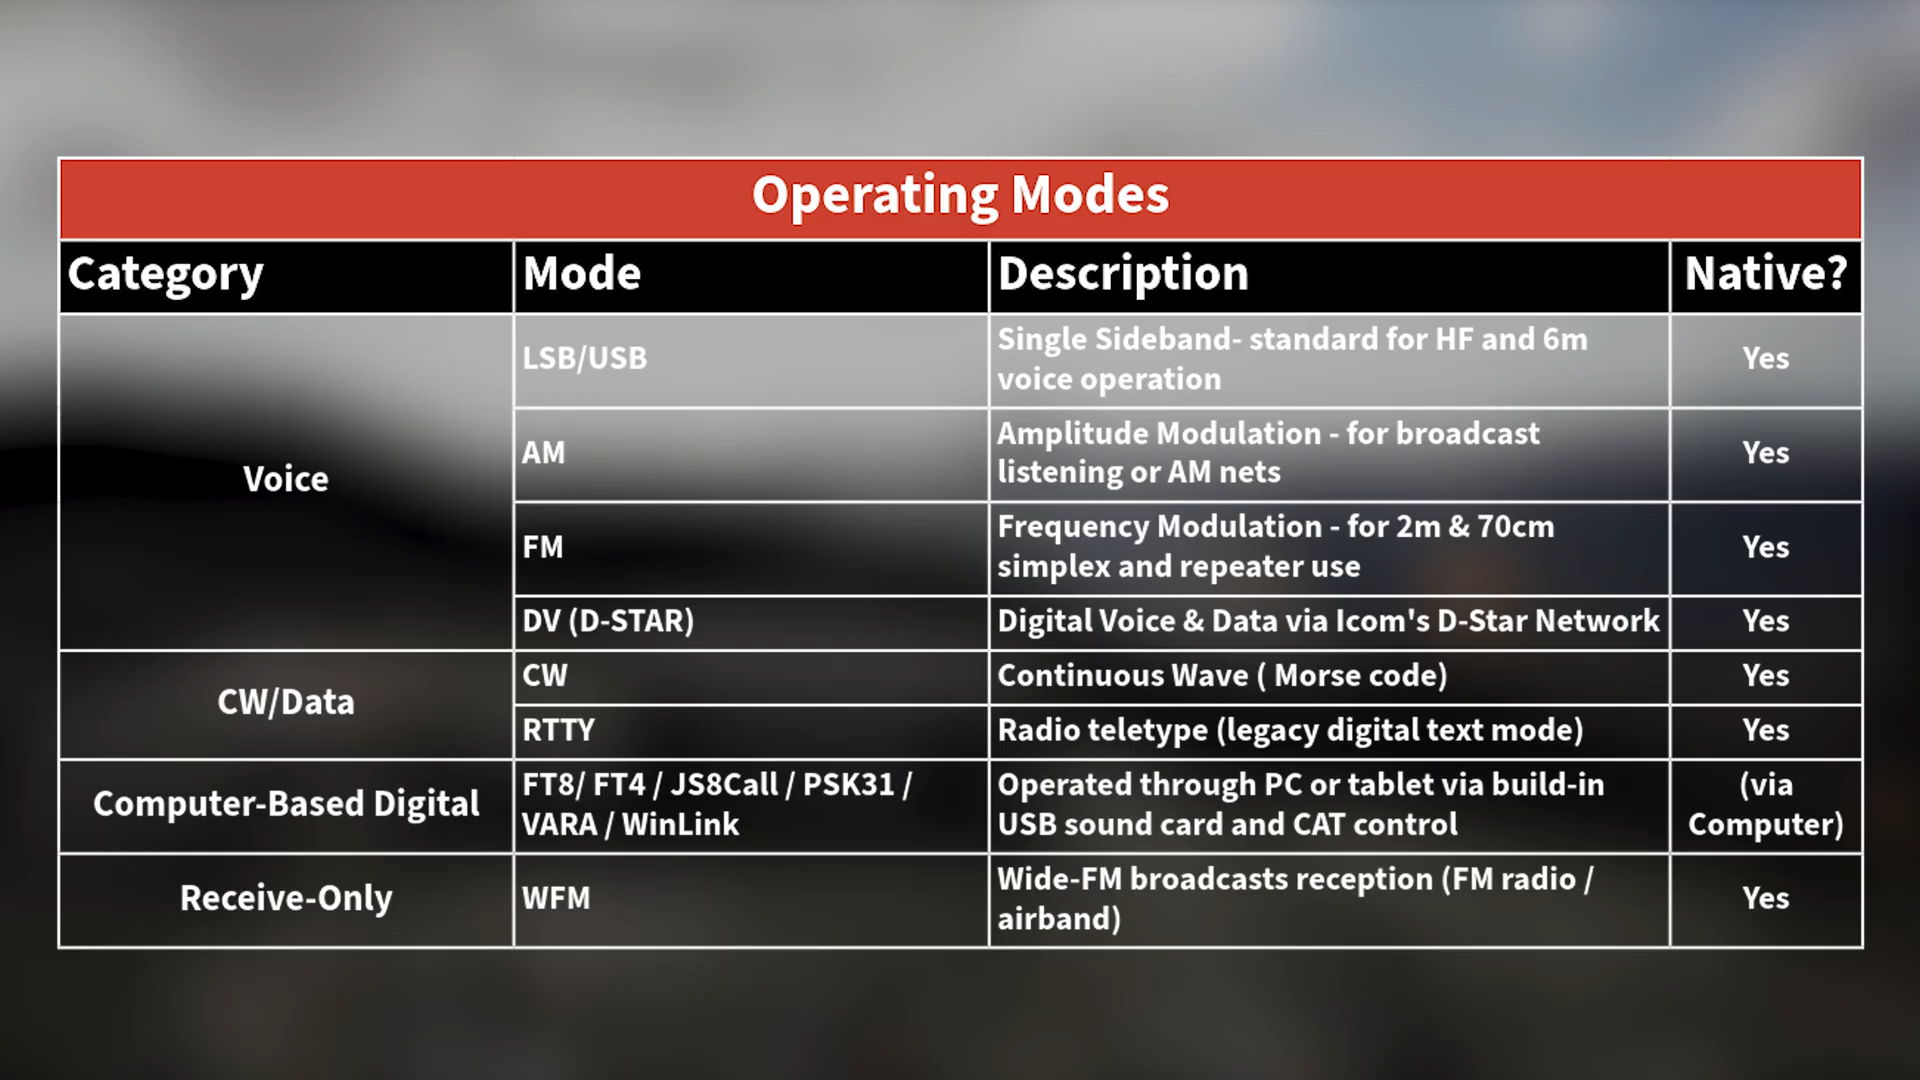 Operating Modes
Category Mode Description Native?
Voice
LSB/USB
Single Sideband- standard for HF and 6m
voice operation
Yes
AM
Amplitude Modulation - for broadcast
listening or AM nets
Yes
FM
Frequency Modulation - for 2m & 70cm
simplex and repeater use
Yes
DV (D-STAR)
Digital Voice & Data via Icom's D-Star Network
Yes
CW/Data
CW
Continuous Wave ( Morse code)
Yes
RTTY
Radio teletype (legacy digital text mode)
Yes
Computer-Based Digital
FT8/ FT4 / JS8Call / PSK31 /
VARA / WinLink
Operated through PC or tablet via build-in
USB sound card and CAT control
(via
Computer)
Receive-Only
WFM
Wide-FM broadcasts reception (FM radio /
airband)
Yes